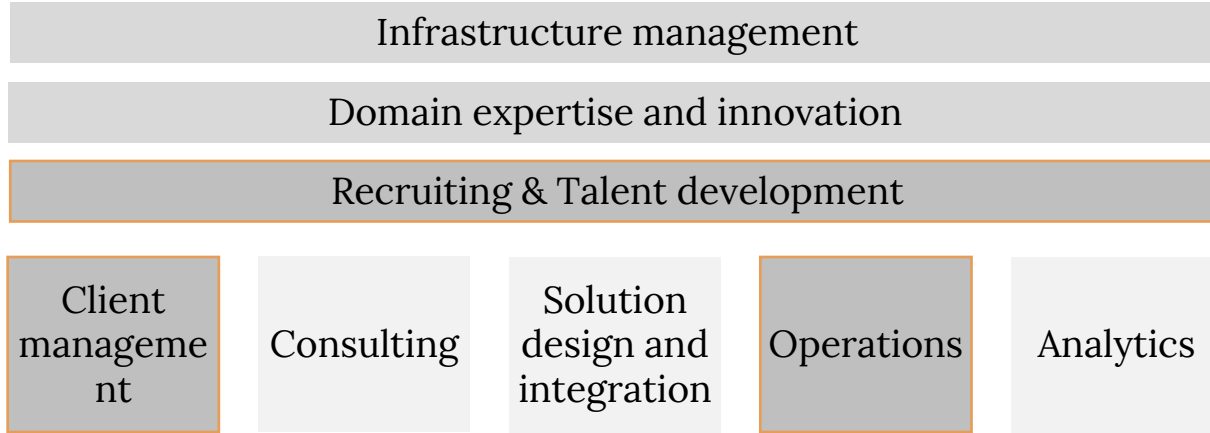 Infrastructure management
Domain expertise and innovation
Recruiting & Talent development
Client
manageme
nt
Consulting
Solution
design and
integration
Operations
Analytics